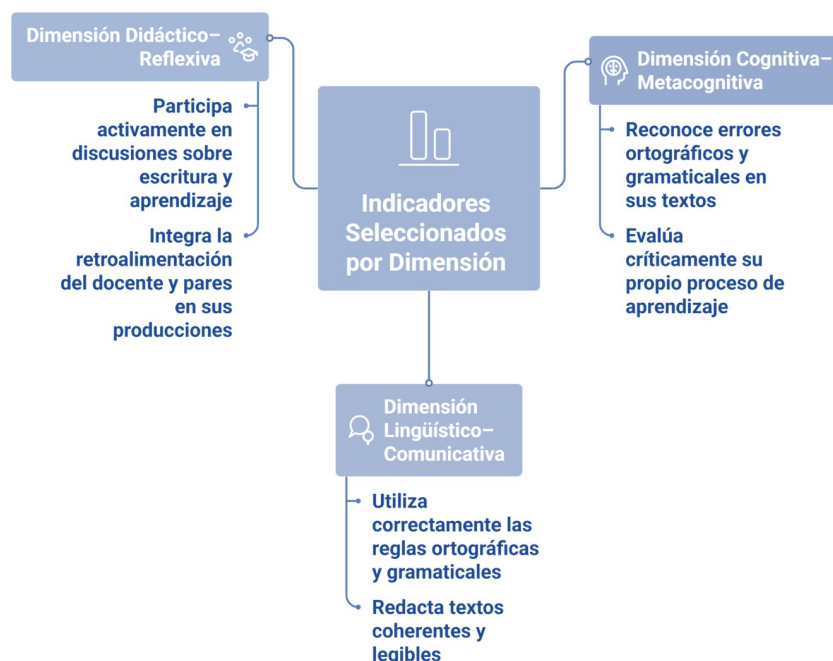 Dimensión Didáctico–
Reflexiva
Participa
activamente en
discusiones sobre
escritura y
aprendizaje
Integra la
retroalimentación
del docente y pares
en sus
producciones
Indicadores
Seleccionados
por Dimensión
Dimensión Cognitiva–
Metacognitiva
Reconoce errores
ortográficos y
gramaticales en
sus textos
Evalúa
críticamente su
propio proceso de
aprendizaje
Dimensión
Lingüístico–
Comunicativa
Utiliza
correctamente las
reglas ortográficas
y gramaticales
Redacta textos
coherentes y
legibles